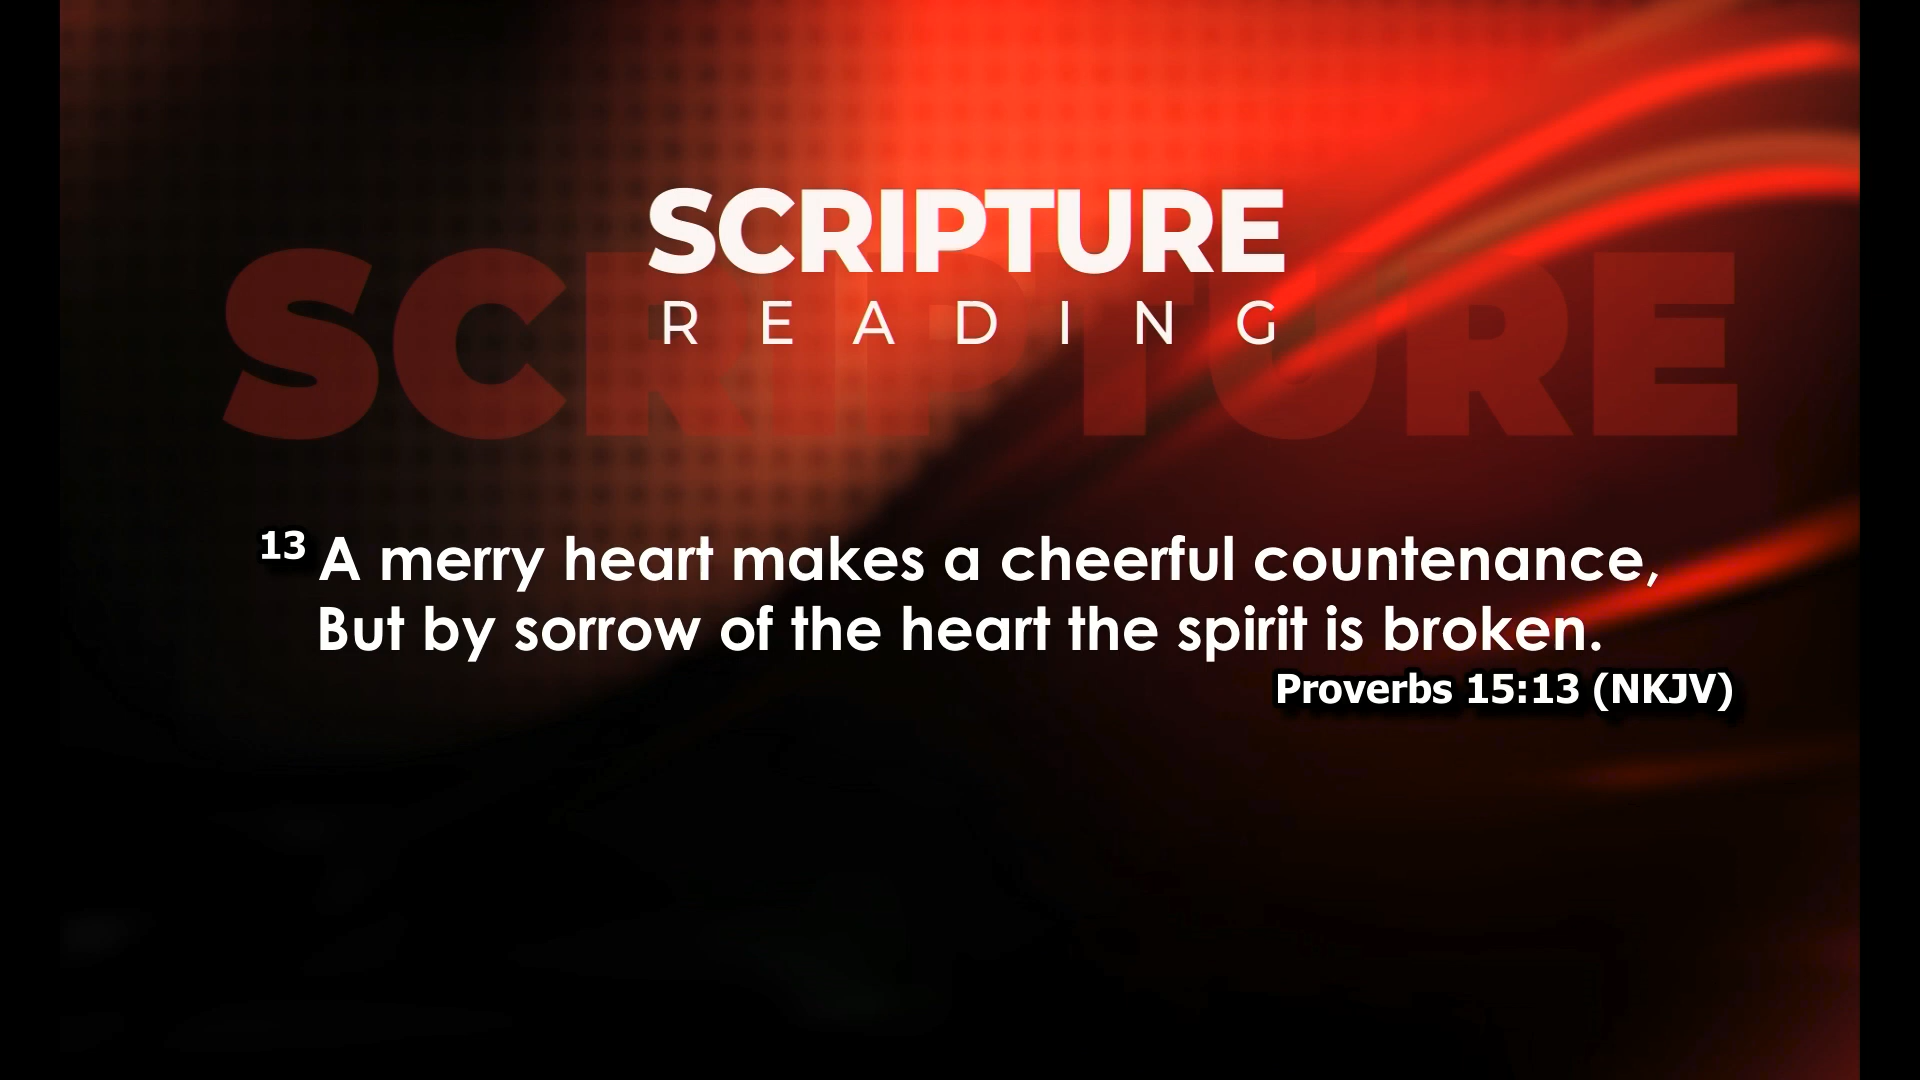 SCRIPTURE
READING
SCRIPTURE
13 A merry heart makes a cheerful countenance,
But by sorrow of the heart the spirit is broken.
Proverbs 15:13 (NKJV)